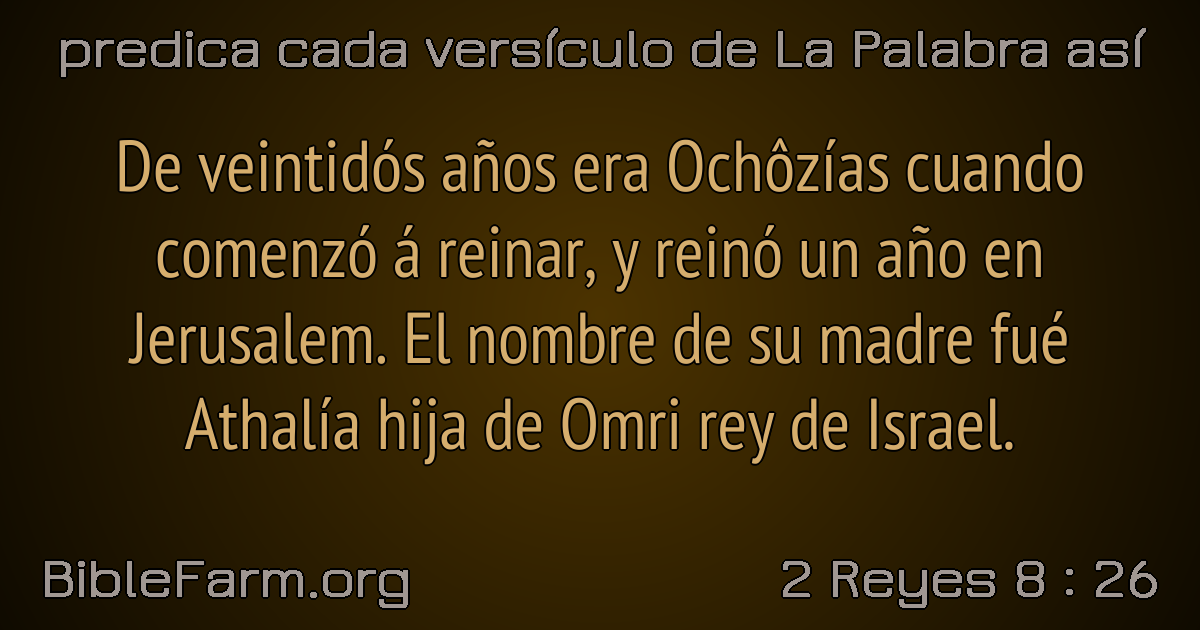 predica cada versículo de La Palabra así
De veintidós años era Ochôzías cuando
comenzó á reinar, y reinó un año en
Jerusalem. El nombre de su madre fué
Athalía hija de Omri rey de Israel.
BibleFarm.org
2 Reyes 8 : 26